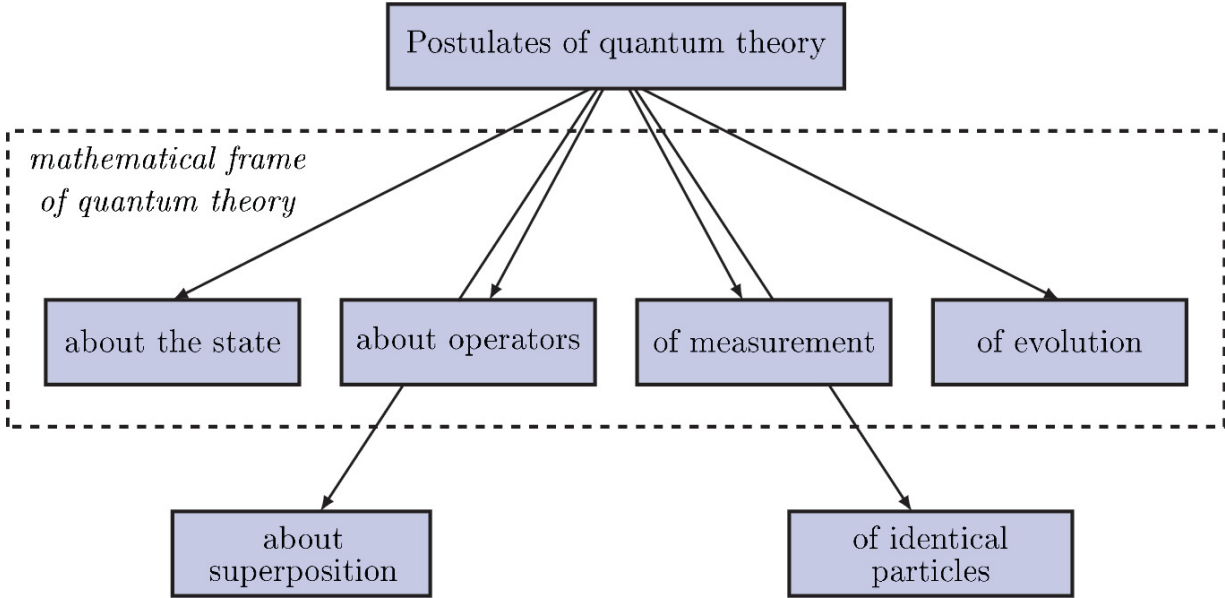 Postulates of quantum theory
mathematical frame
of quantum theory
about the state
about operators
of measurement
of evolution
about
superposition
of identical
particles